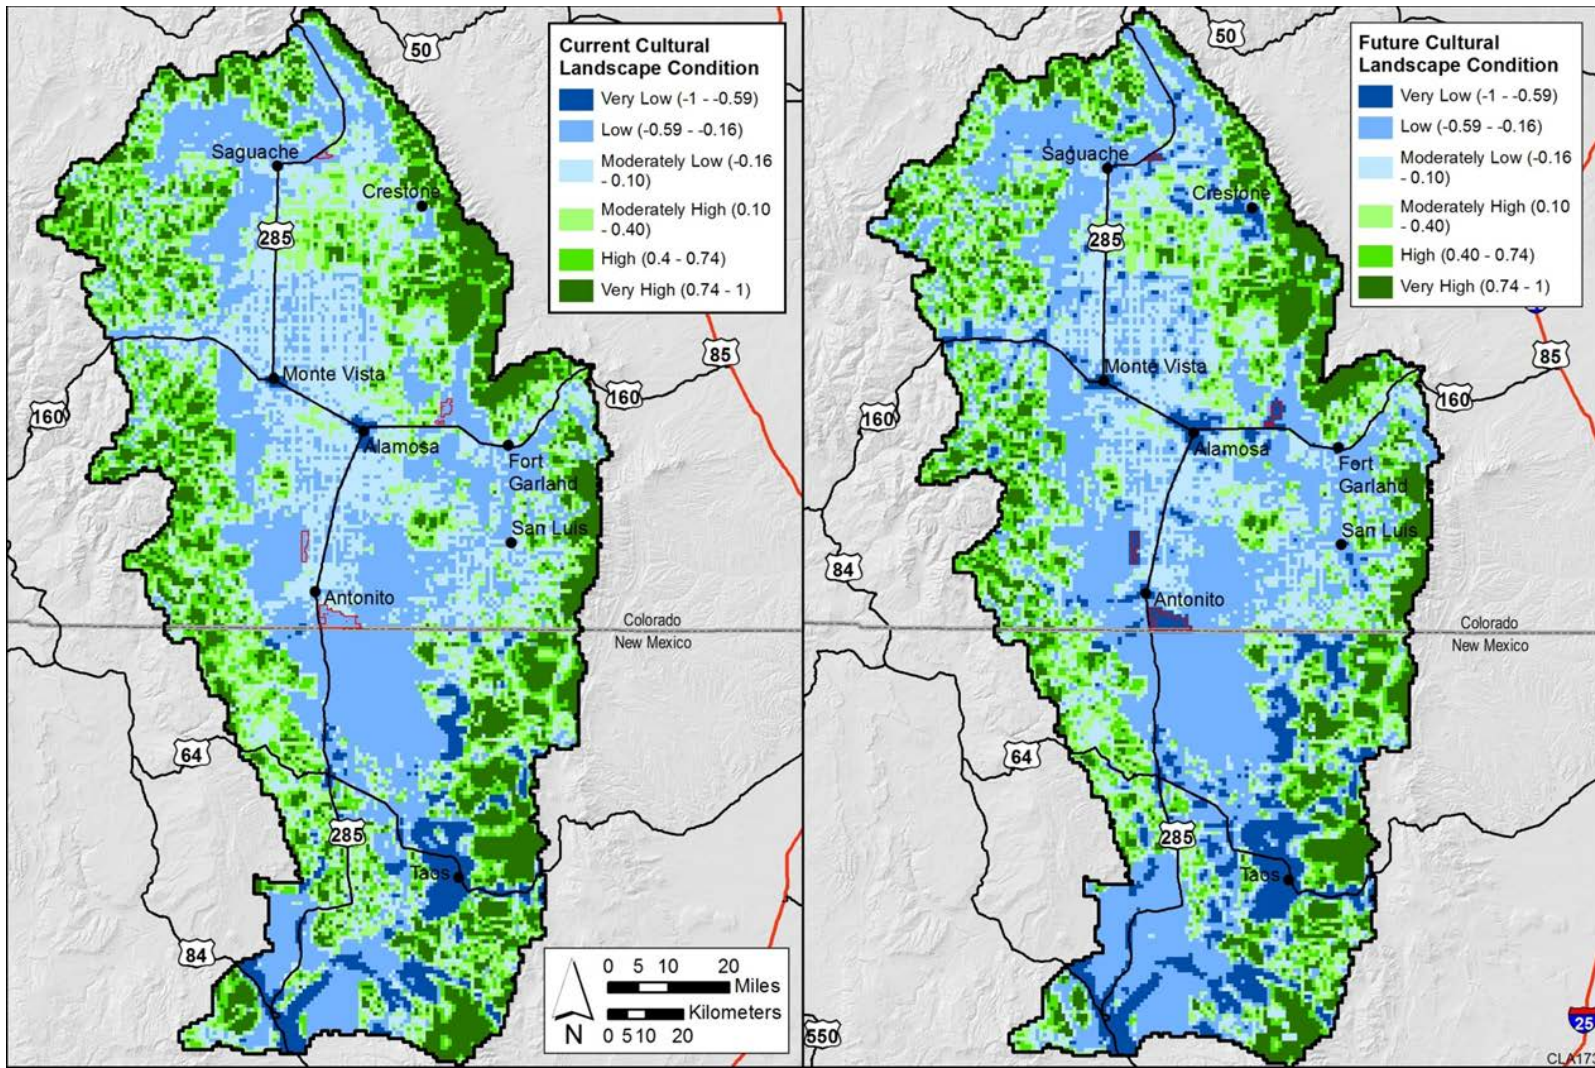 50
Current Cultural
Landscape Condition
Very Low (-1 - -0.59)
Low (-0.59 - -0.16)
Moderately Low (-0.16
- 0.10)
Moderately High (0.10
- 0.40)
High (0.4 - 0.74)
Very High (0.74 - 1)
Saguache
Crestone
285
Monte Vista
85
160
160
Alamosa
Fort
Garland
San Luis
Antonito
Colorado
New Mexico
64
285
Taos
84
0 5 10 20
Miles
Kilometers
0 5 10 20
N
50
Future Cultural
Landscape Condition
Very Low (-1 - -0.59)
Low (-0.59 - -0.16)
Moderately Low (-0.16
- 0.10)
Moderately High (0.10
- 0.40)
High (0.40 - 0.74)
Very High (0.74 - 1)
Saguache
Crestone
285
Monte Vista
85
160
160
Alamosa
Fort
Garland
San Luis
84
Antonito
Colorado
New Mexico
64
285
Taos
550
25
CLA173